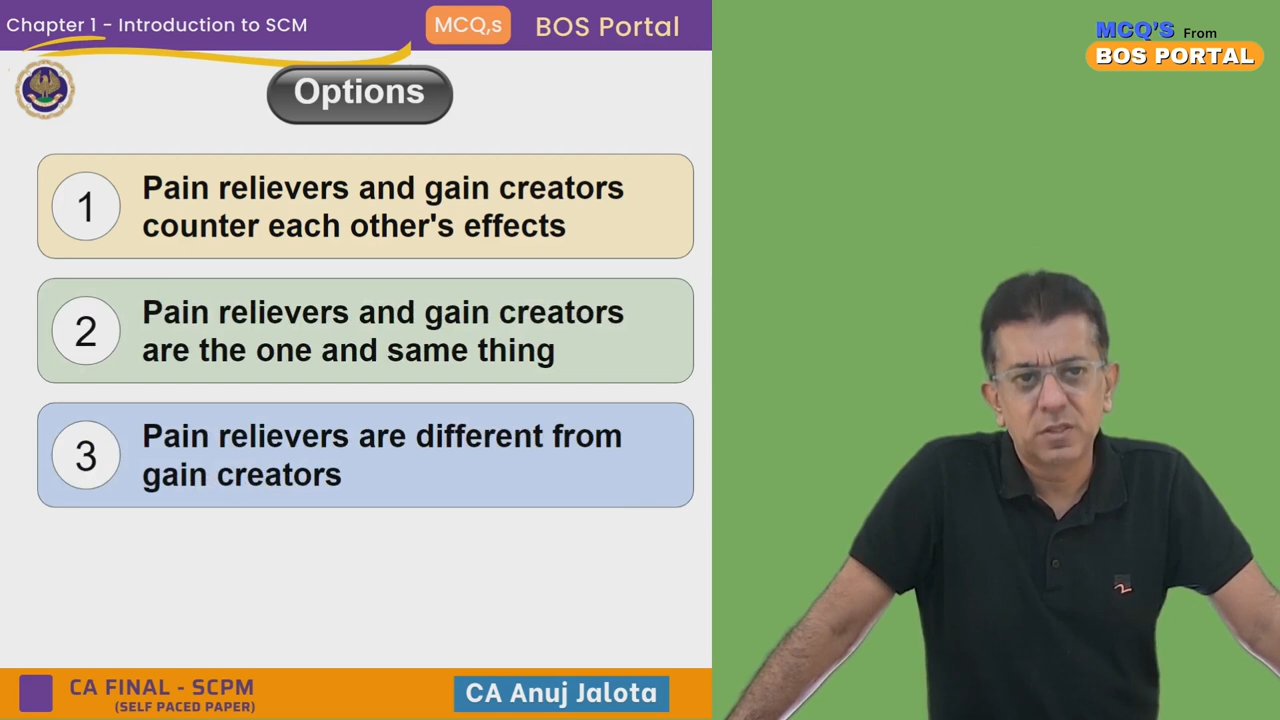 Chapter 1 - Introduction to SCM
MCQ,s
BOS Portal
MCQ'S From
BOS PORTAL
Options
1
Pain relievers and gain creators
counter each other's effects
2
Pain relievers and gain creators
are the one and same thing
3
Pain relievers are different from
gain creators
CA FINAL - SCPM
(SELF PACED PAPER)
CA Anuj Jalota